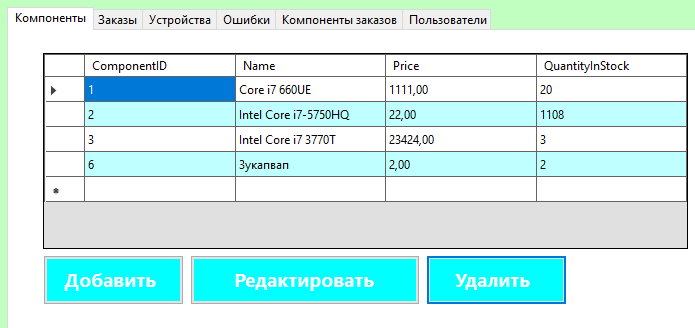 Компоненты Заказы Устройства Ошибки Компоненты заказов Пользователи
ComponentID Name Price QuantityInStock
1 Core i7 660UE 1111,00 20
2 Intel Core i7-5750HQ 22,00 1108
3 Intel Core i7 3770T 23424,00 3
6 3укапвап 2,00 2
Добавить Редактировать Удалить